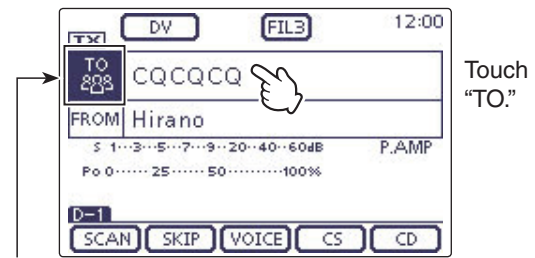 DV FIL3 12:00
TX
TO CQCQCQ
Touch
“TO.”
FROM Hirano
S 1··3··5···7···9··20··40··60dB P.AMP
Po 0······ 25······ 50··········100%
D-1
SCAN SKIP VOICE CS CD